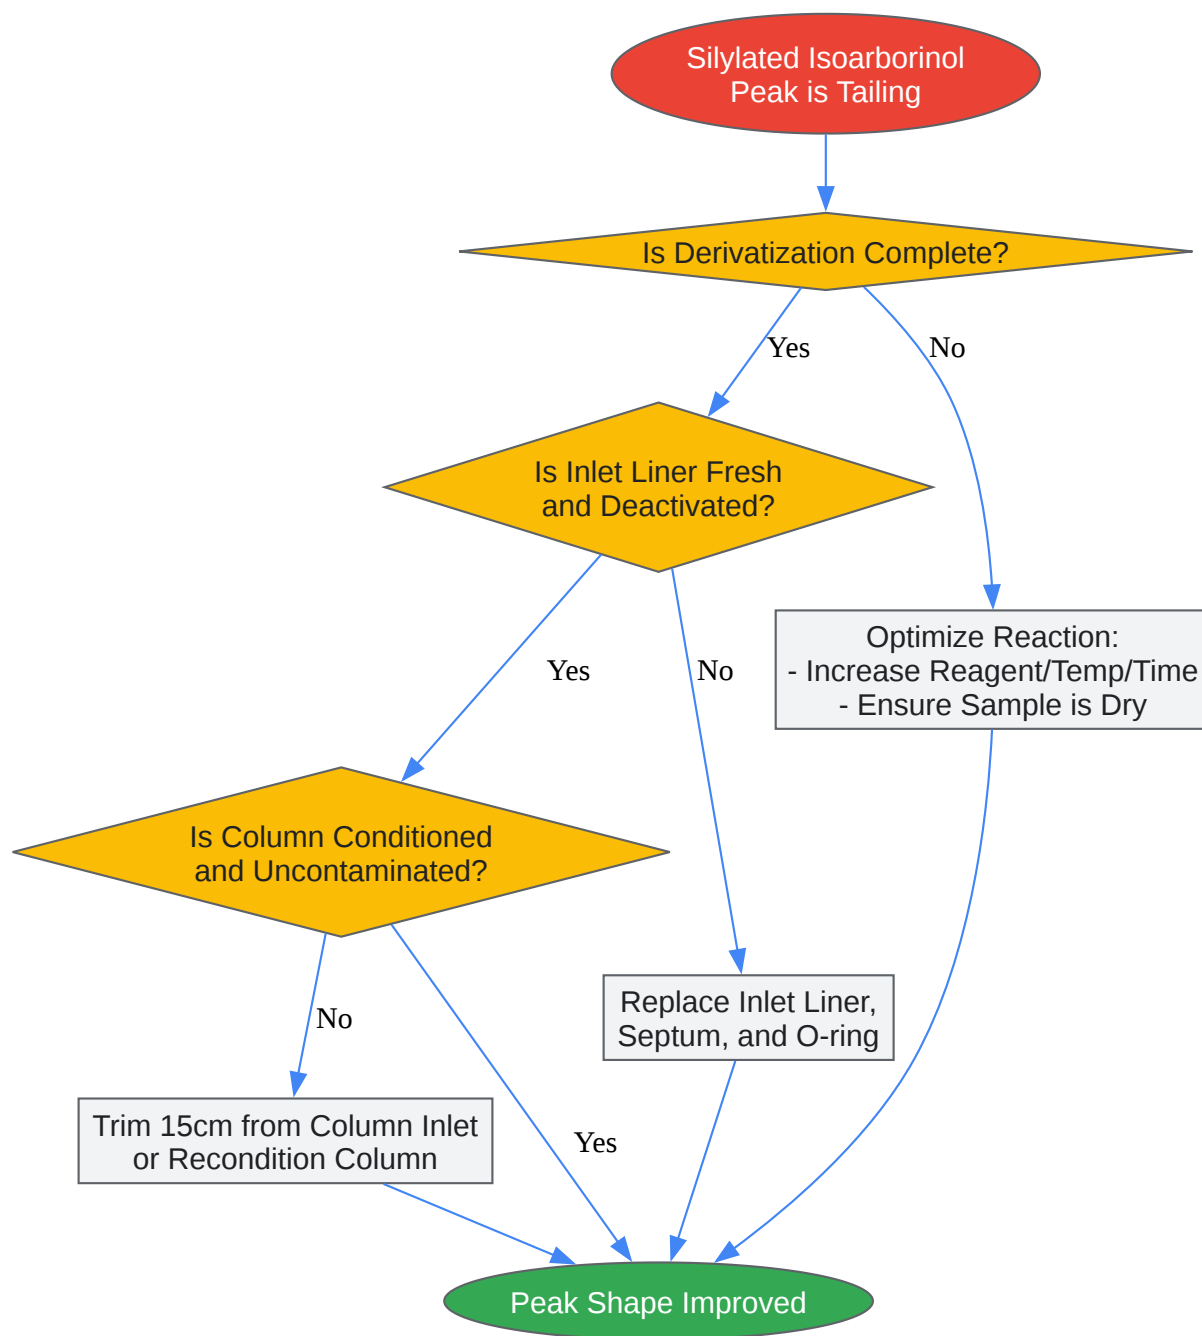 Silylated Isoarborinol
Peak is Tailing
Is Derivatization Complete?
Yes
No
Is Inlet Liner Fresh
and Deactivated?
Optimize Reaction:
- Increase Reagent/Temp/Time
- Ensure Sample is Dry
Yes
No
Is Column Conditioned
and Uncontaminated?
Replace Inlet Liner,
Septum, and O-ring
No
Trim 15cm from Column Inlet
or Recondition Column
Yes
Peak Shape Improved